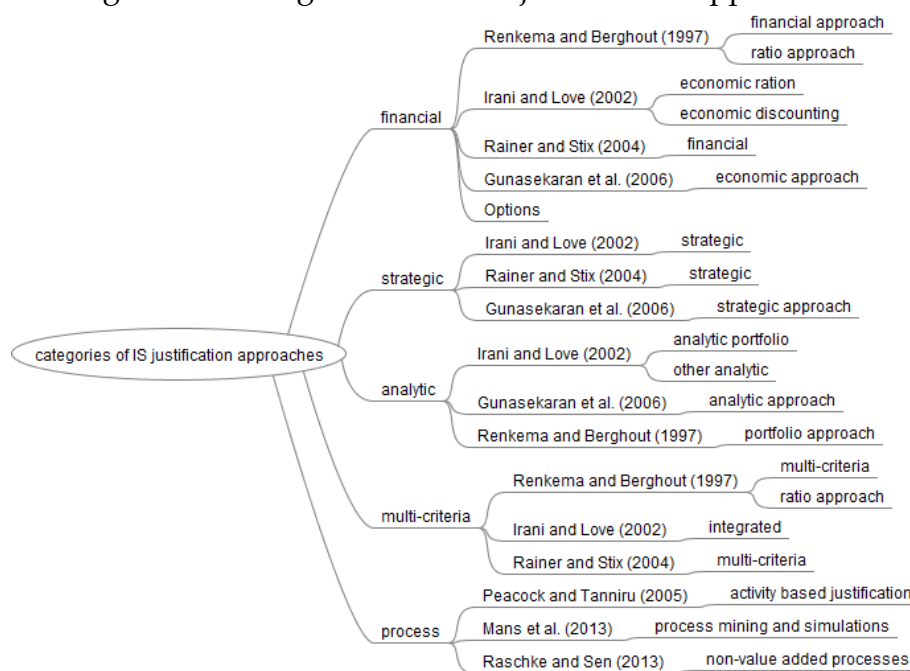 Renkema and Berghout (1997)
financial approach
ratio approach
Irani and Love (2002)
economic ration
economic discounting
financial
Rainer and Stix (2004)
financial
Gunasekaran et al. (2006)
economic approach
Options
Irani and Love (2002)
strategic
strategic
Rainer and Stix (2004)
strategic
Gunasekaran et al. (2006)
strategic approach
categories of IS justification approaches
Irani and Love (2002)
analytic portfolio
other analytic
analytic
Gunasekaran et al. (2006)
analytic approach
Renkema and Berghout (1997)
portfolio approach
Renkema and Berghout (1997)
multi-criteria
ratio approach
multi-criteria
Irani and Love (2002)
integrated
Rainer and Stix (2004)
multi-criteria
Peacock and Tanniru (2005)
activity based justification
process
Mans et al. (2013)
process mining and simulations
Raschke and Sen (2013)
non-value added processes